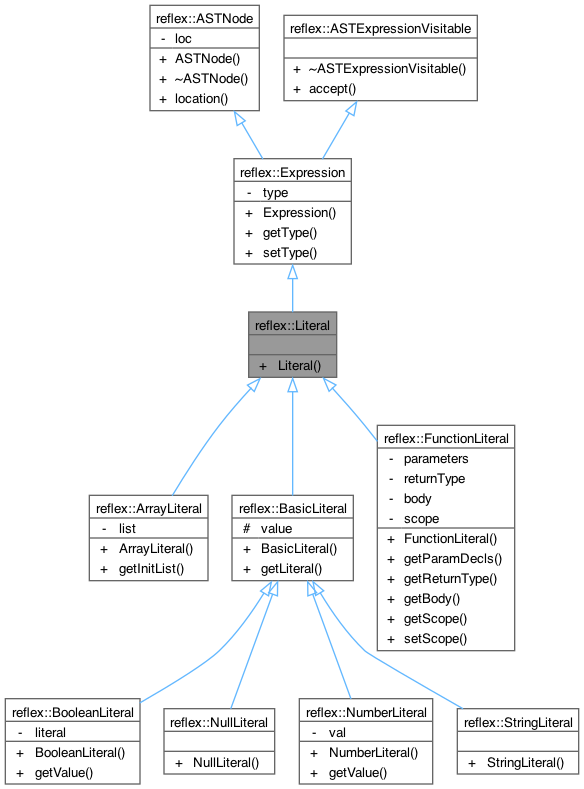 reflex::ASTNode
- loc
+ ASTNode()
+ ~ASTNode()
+ location()
reflex::ASTExpressionVisitable
+ ~ASTExpressionVisitable()
+ accept()
reflex::Expression
- type
+ Expression()
+ getType()
+ setType()
reflex::Literal
+ Literal()
reflex::ArrayLiteral
- list
+ ArrayLiteral()
+ getInitList()
reflex::BasicLiteral
# value
+ BasicLiteral()
+ getLiteral()
reflex::FunctionLiteral
- parameters
- returnType
- body
- scope
+ FunctionLiteral()
+ getParamDecls()
+ getReturnType()
+ getBody()
+ getScope()
+ setScope()
reflex::BooleanLiteral
- literal
+ BooleanLiteral()
+ getValue()
reflex::NullLiteral
+ NullLiteral()
reflex::NumberLiteral
- val
+ NumberLiteral()
+ getValue()
reflex::StringLiteral
+ StringLiteral()